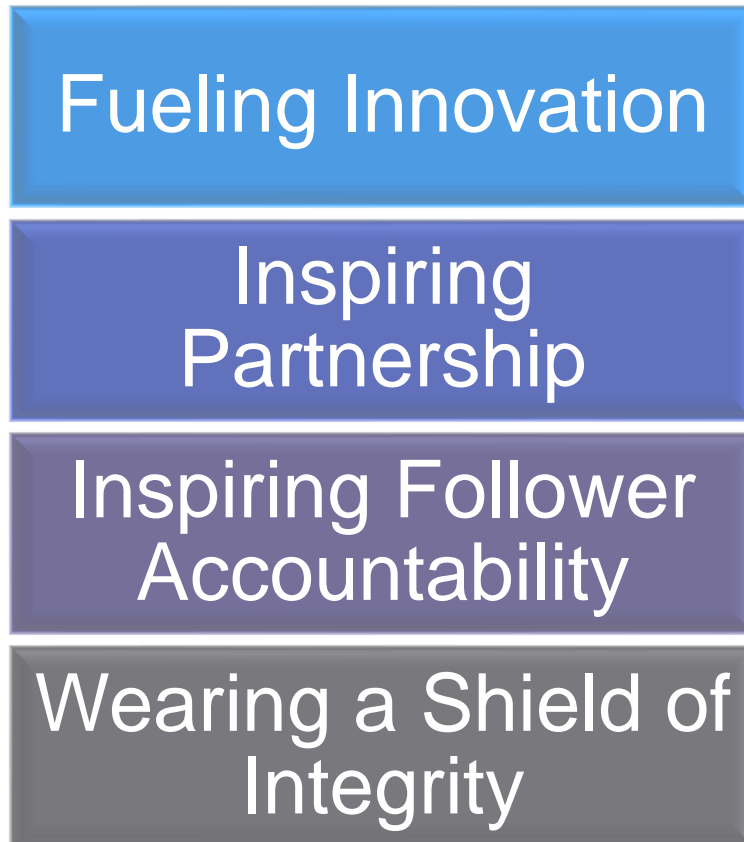 Fueling Innovation
Inspiring
Partnership
Inspiring Follower
Accountability
Wearing a Shield of
Integrity